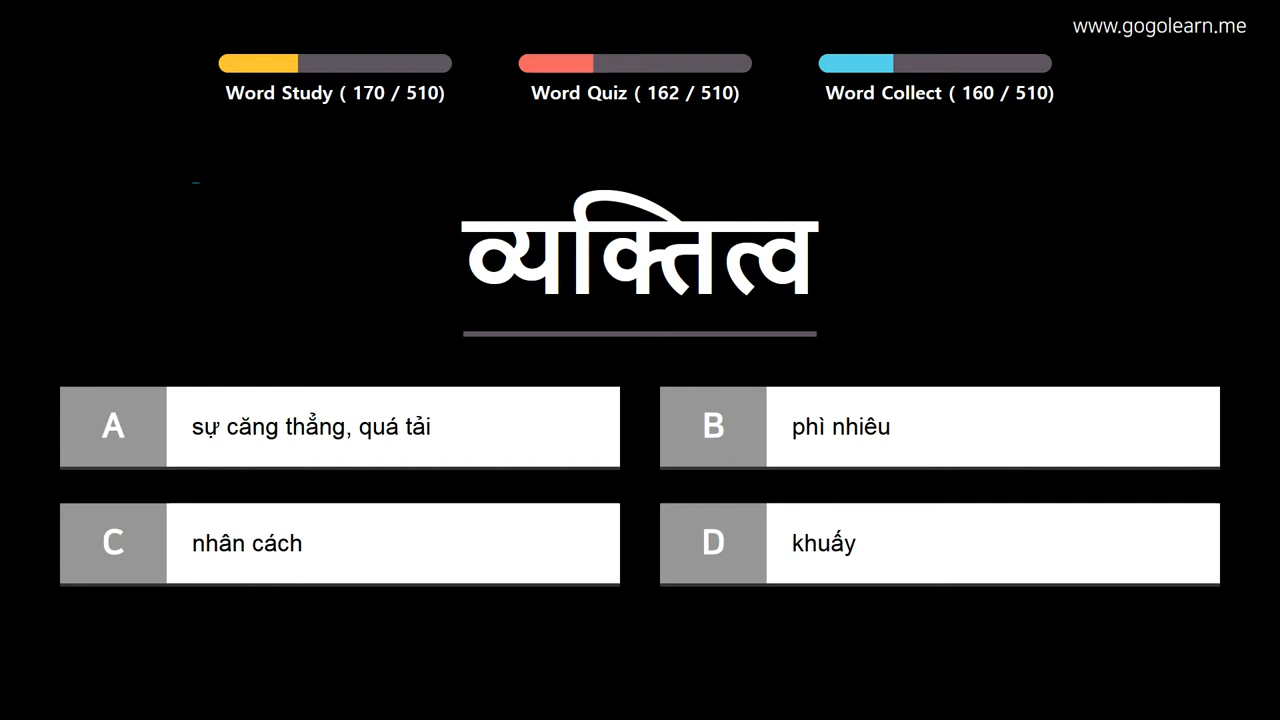 www.gogolearn.me
Word Study ( 170 / 510)
Word Quiz ( 162 / 510)
Word Collect ( 160 / 510)
व्यक्तित्व
A
sự căng thẳng, quá tải
B
phì nhiêu
C
nhân cách
D
khuấy